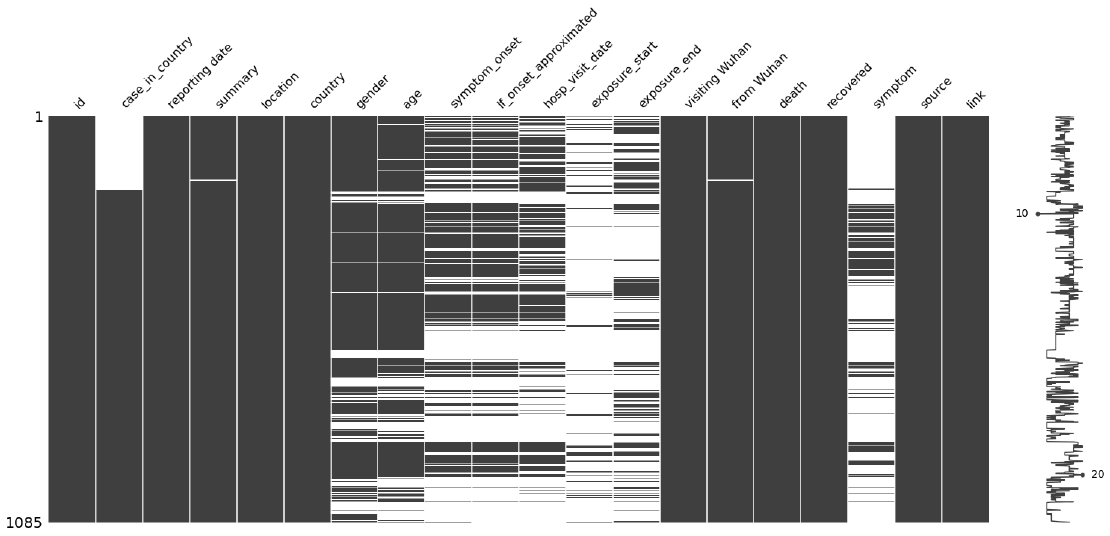 id
case_in_country
reporting date
summary
location
country
gender
age
symptom_onset
If_onset_approximated
hosp_visit_date
exposure_start
exposure_end
visiting Wuhan
from Wuhan
death
recovered
symptom
source
link
1
10
20
1085